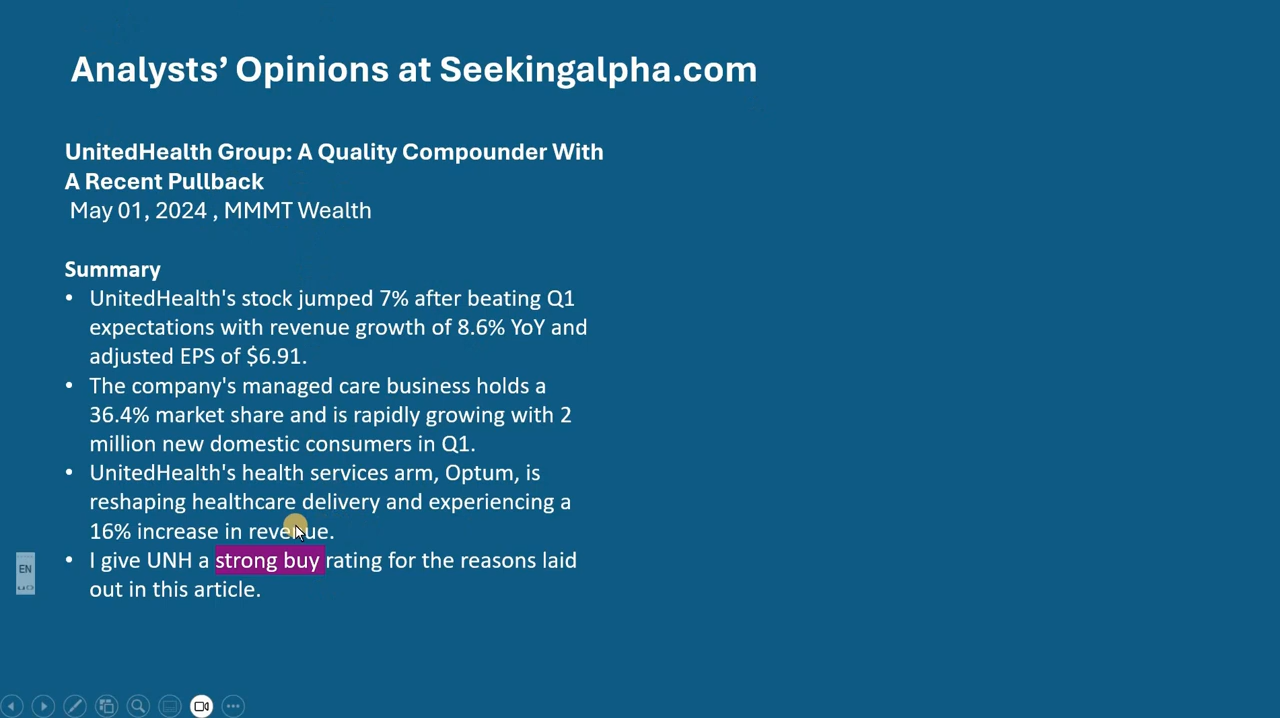 Analysts’ Opinions at Seekingalpha.com
UnitedHealth Group: A Quality Compounder With
A Recent Pullback
May 01, 2024 , MMMT Wealth
Summary
• UnitedHealth's stock jumped 7% after beating Q1
expectations with revenue growth of 8.6% YoY and
adjusted EPS of $6.91.
• The company's managed care business holds a
36.4% market share and is rapidly growing with 2
million new domestic consumers in Q1.
• UnitedHealth's health services arm, Optum, is
reshaping healthcare delivery and experiencing a
16% increase in revenue.
• I give UNH a strong buy rating for the reasons laid
out in this article.
EN